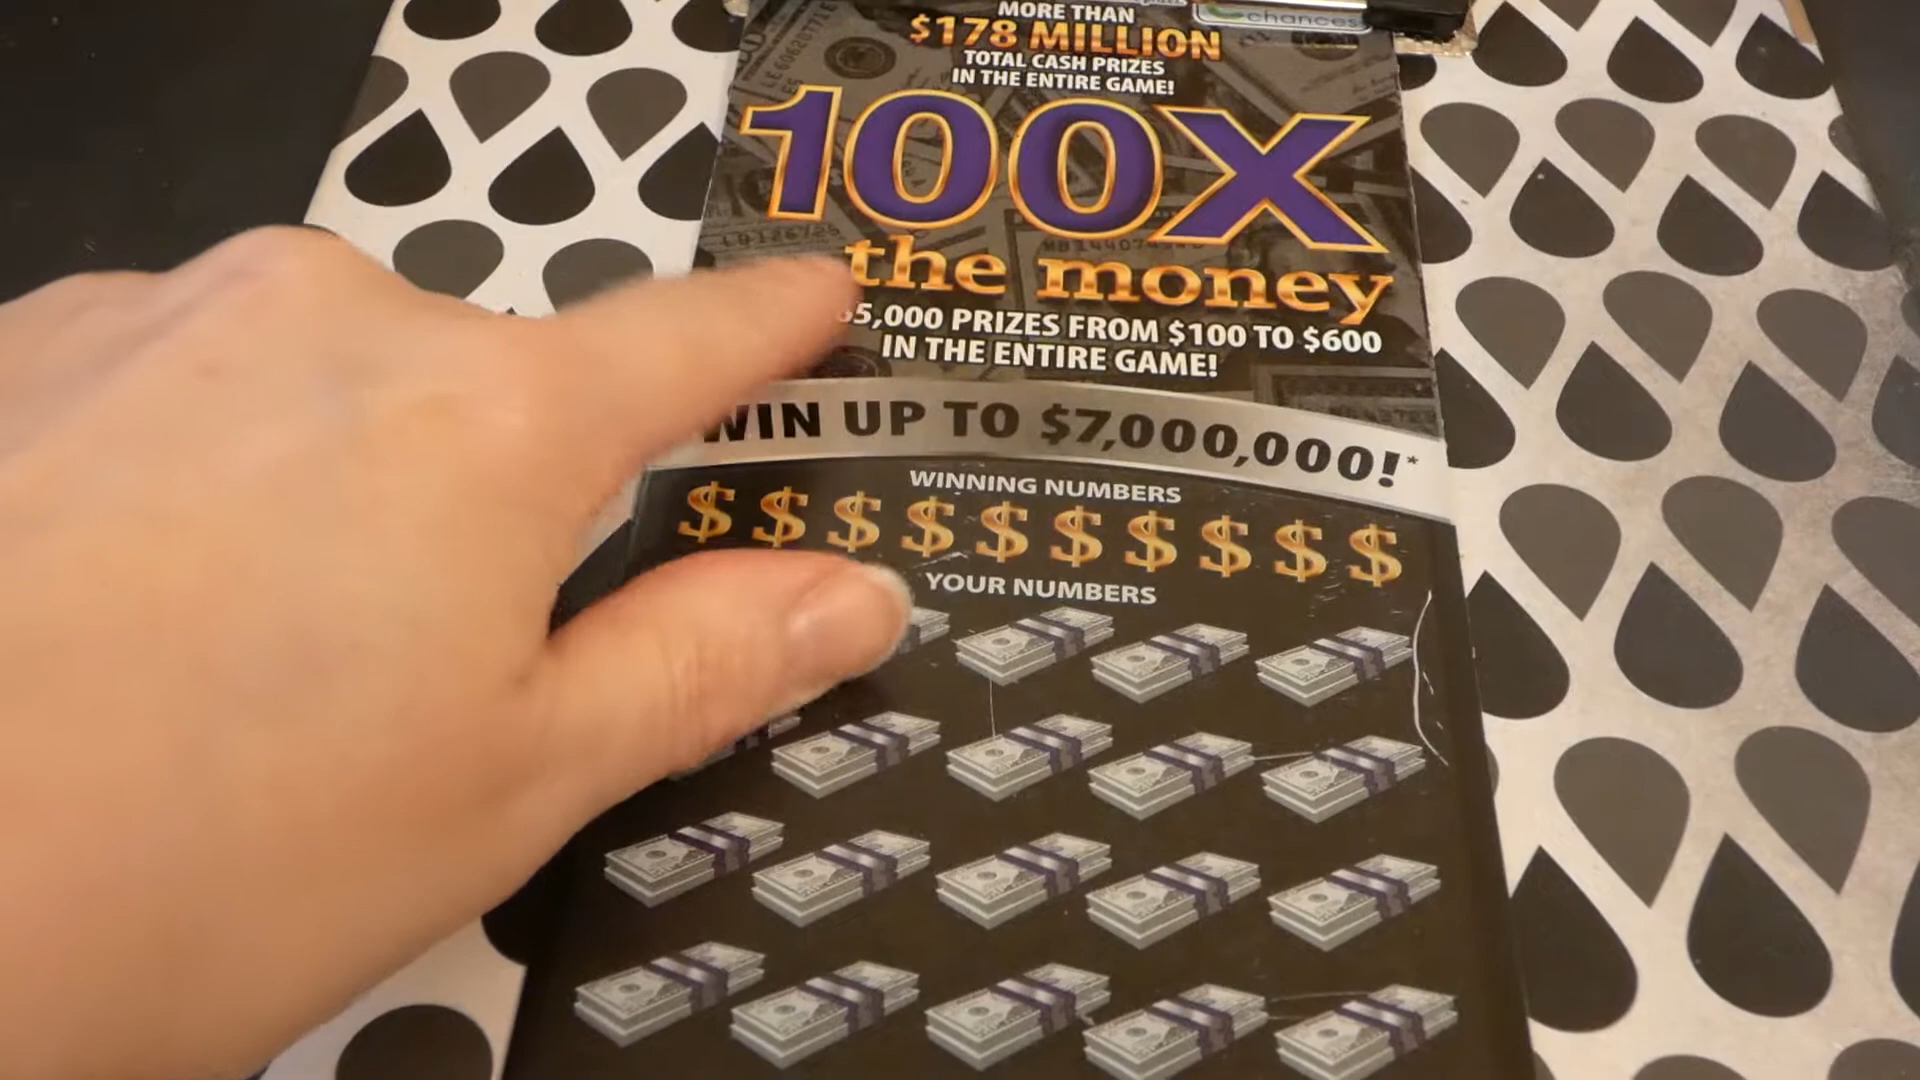 chances
MORE THAN
$178 MILLION
TOTAL CASH PRIZES
IN THE ENTIRE GAME!
100X
the money
5,000 PRIZES FROM $100 TO $600
IN THE ENTIRE GAME!
WIN UP TO $7,000,000!*
WINNING NUMBERS
$ $ $ $ $ $ $ $ $ $
YOUR NUMBERS